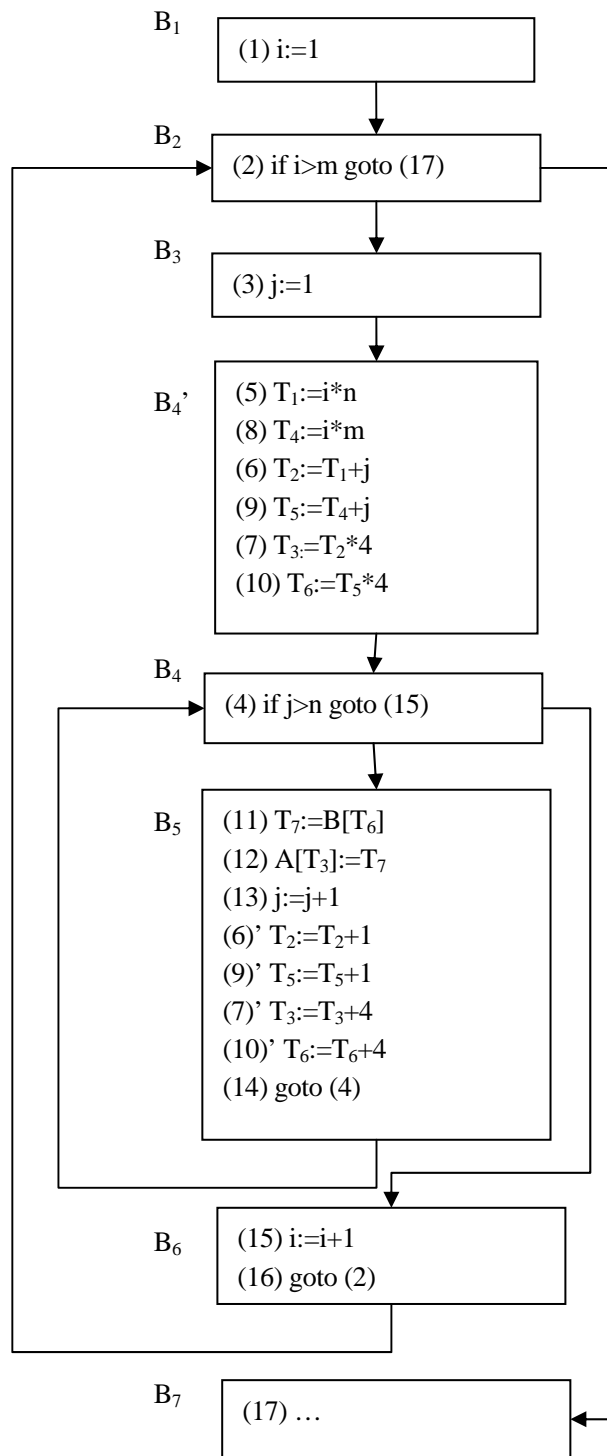 B₁
(1) i:=1
B₂
(2) if i>m goto (17)
B₃
(3) j:=1
B₄’
(5) T₁:=i*n
(8) T₄:=i*m
(6) T₂:=T₁+j
(9) T₅:=T₄+j
(7) T₃:=T₂*4
(10) T₆:=T₅*4
B₄
(4) if j>n goto (15)
B₅
(11) T₇:=B[T₆]
(12) A[T₃]:=T₇
(13) j:=j+1
(6)’ T₂:=T₂+1
(9)’ T₅:=T₅+1
(7)’ T₃:=T₃+4
(10)’ T₆:=T₆+4
(14) goto (4)
B₆
(15) i:=i+1
(16) goto (2)
B₇
(17) …